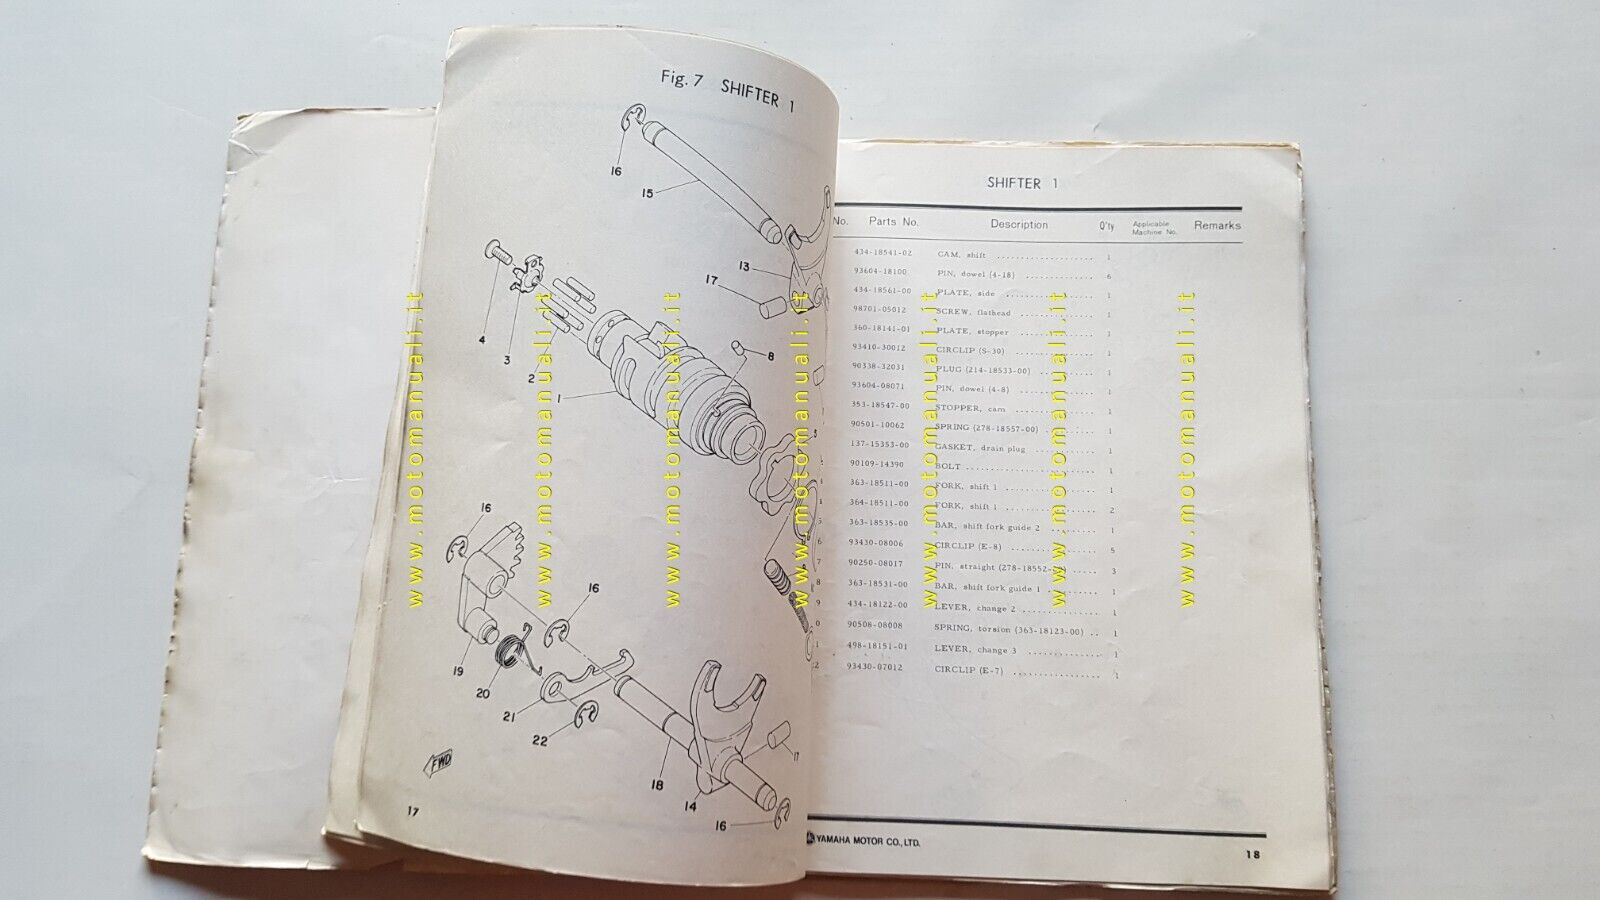 Fig. 7 SHIFTER 1
16
15
13
17
4
3
2
8
1
16
16
19
20
21
22
17
18
14
16
FWD
17
SHIFTER 1
No. Parts No. Description Q'ty Applicable Machine No. Remarks
434-18541-02 CAM, shift 1
93604-18100 PIN, dowel (4-18) 6
434-18561-00 PLATE, side 1
98701-05012 SCREW, flathead 1
360-18141-01 PLATE, stopper 1
93410-30012 CIRCLIP (S-30) 1
90338-32031 PLUG (214-18533-00) 1
93604-08071 PIN, dowel (4-8) 1
353-18547-00 STOPPER, cam 1
90501-10062 SPRING (278-18557-00) 1
137-15353-00 GASKET, drain plug 1
90109-14390 BOLT 1
363-18511-00 FORK, shift 1 1
364-18511-00 FORK, shift 1 2
363-18535-00 BAR, shift fork guide 2 1
6 93430-08006 CIRCLIP (E-8) 5
7 90250-08017 PIN, straight 3
8 363-18531-00 BAR, shift fork guide 1 1
9 434-18122-00 LEVER, change 2 1
0 90508-08008 SPRING, torsion (363-18123-00) 1
1 498-18151-01 LEVER, change 3 1
2 93430-07012 CIRCLIP (E-7) 1
YAMAHA MOTOR CO., LTD.
18
www.motomanuali.it
www.motomanuali.it
www.motomanuali.it
www.motomanuali.it
www.motomanuali.it
www.motomanuali.it
www.motomanuali.it